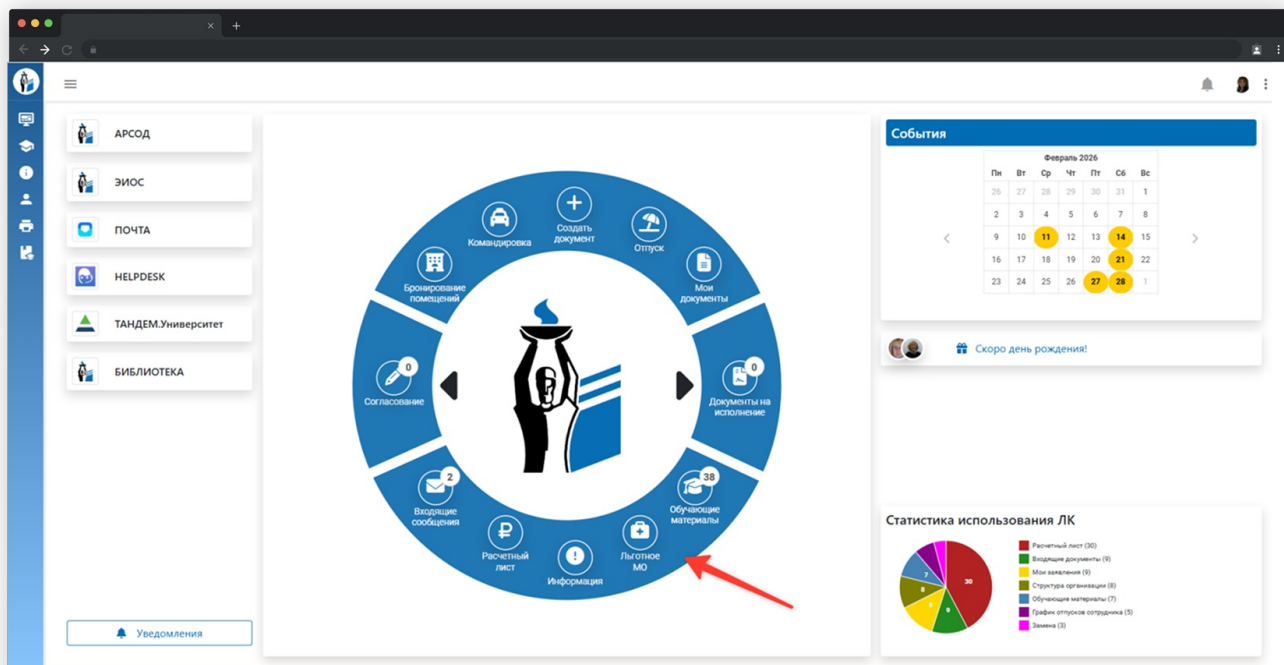 АРСОД
ЭИОС
ПОЧТА
HELPDESK
ТАНДЕМ.Университет
БИБЛИОТЕКА
Уведомления
Создать
документ
Командировка
Отпуск
Бронирование
помещений
Мои
документы
0
Согласование
0
Документы на
исполнение
2
Входящие
сообщения
38
Обучающие
материалы
Расчетный
лист
Льготное
МО
Информация
События
Февраль 2026
Пн Вт Ср Чт Пт Сб Вс
26 27 28 29 30 31 1
2 3 4 5 6 7 8
9 10 11 12 13 14 15
16 17 18 19 20 21 22
23 24 25 26 27 28 1
Скоро день рождения!
Статистика использования ЛК
30
9
9
8
7
Расчетный лист (30)
Входящие документы (9)
Мои заявления (9)
Структура организации (8)
Обучающие материалы (7)
График отпусков сотрудника (5)
Замена (3)